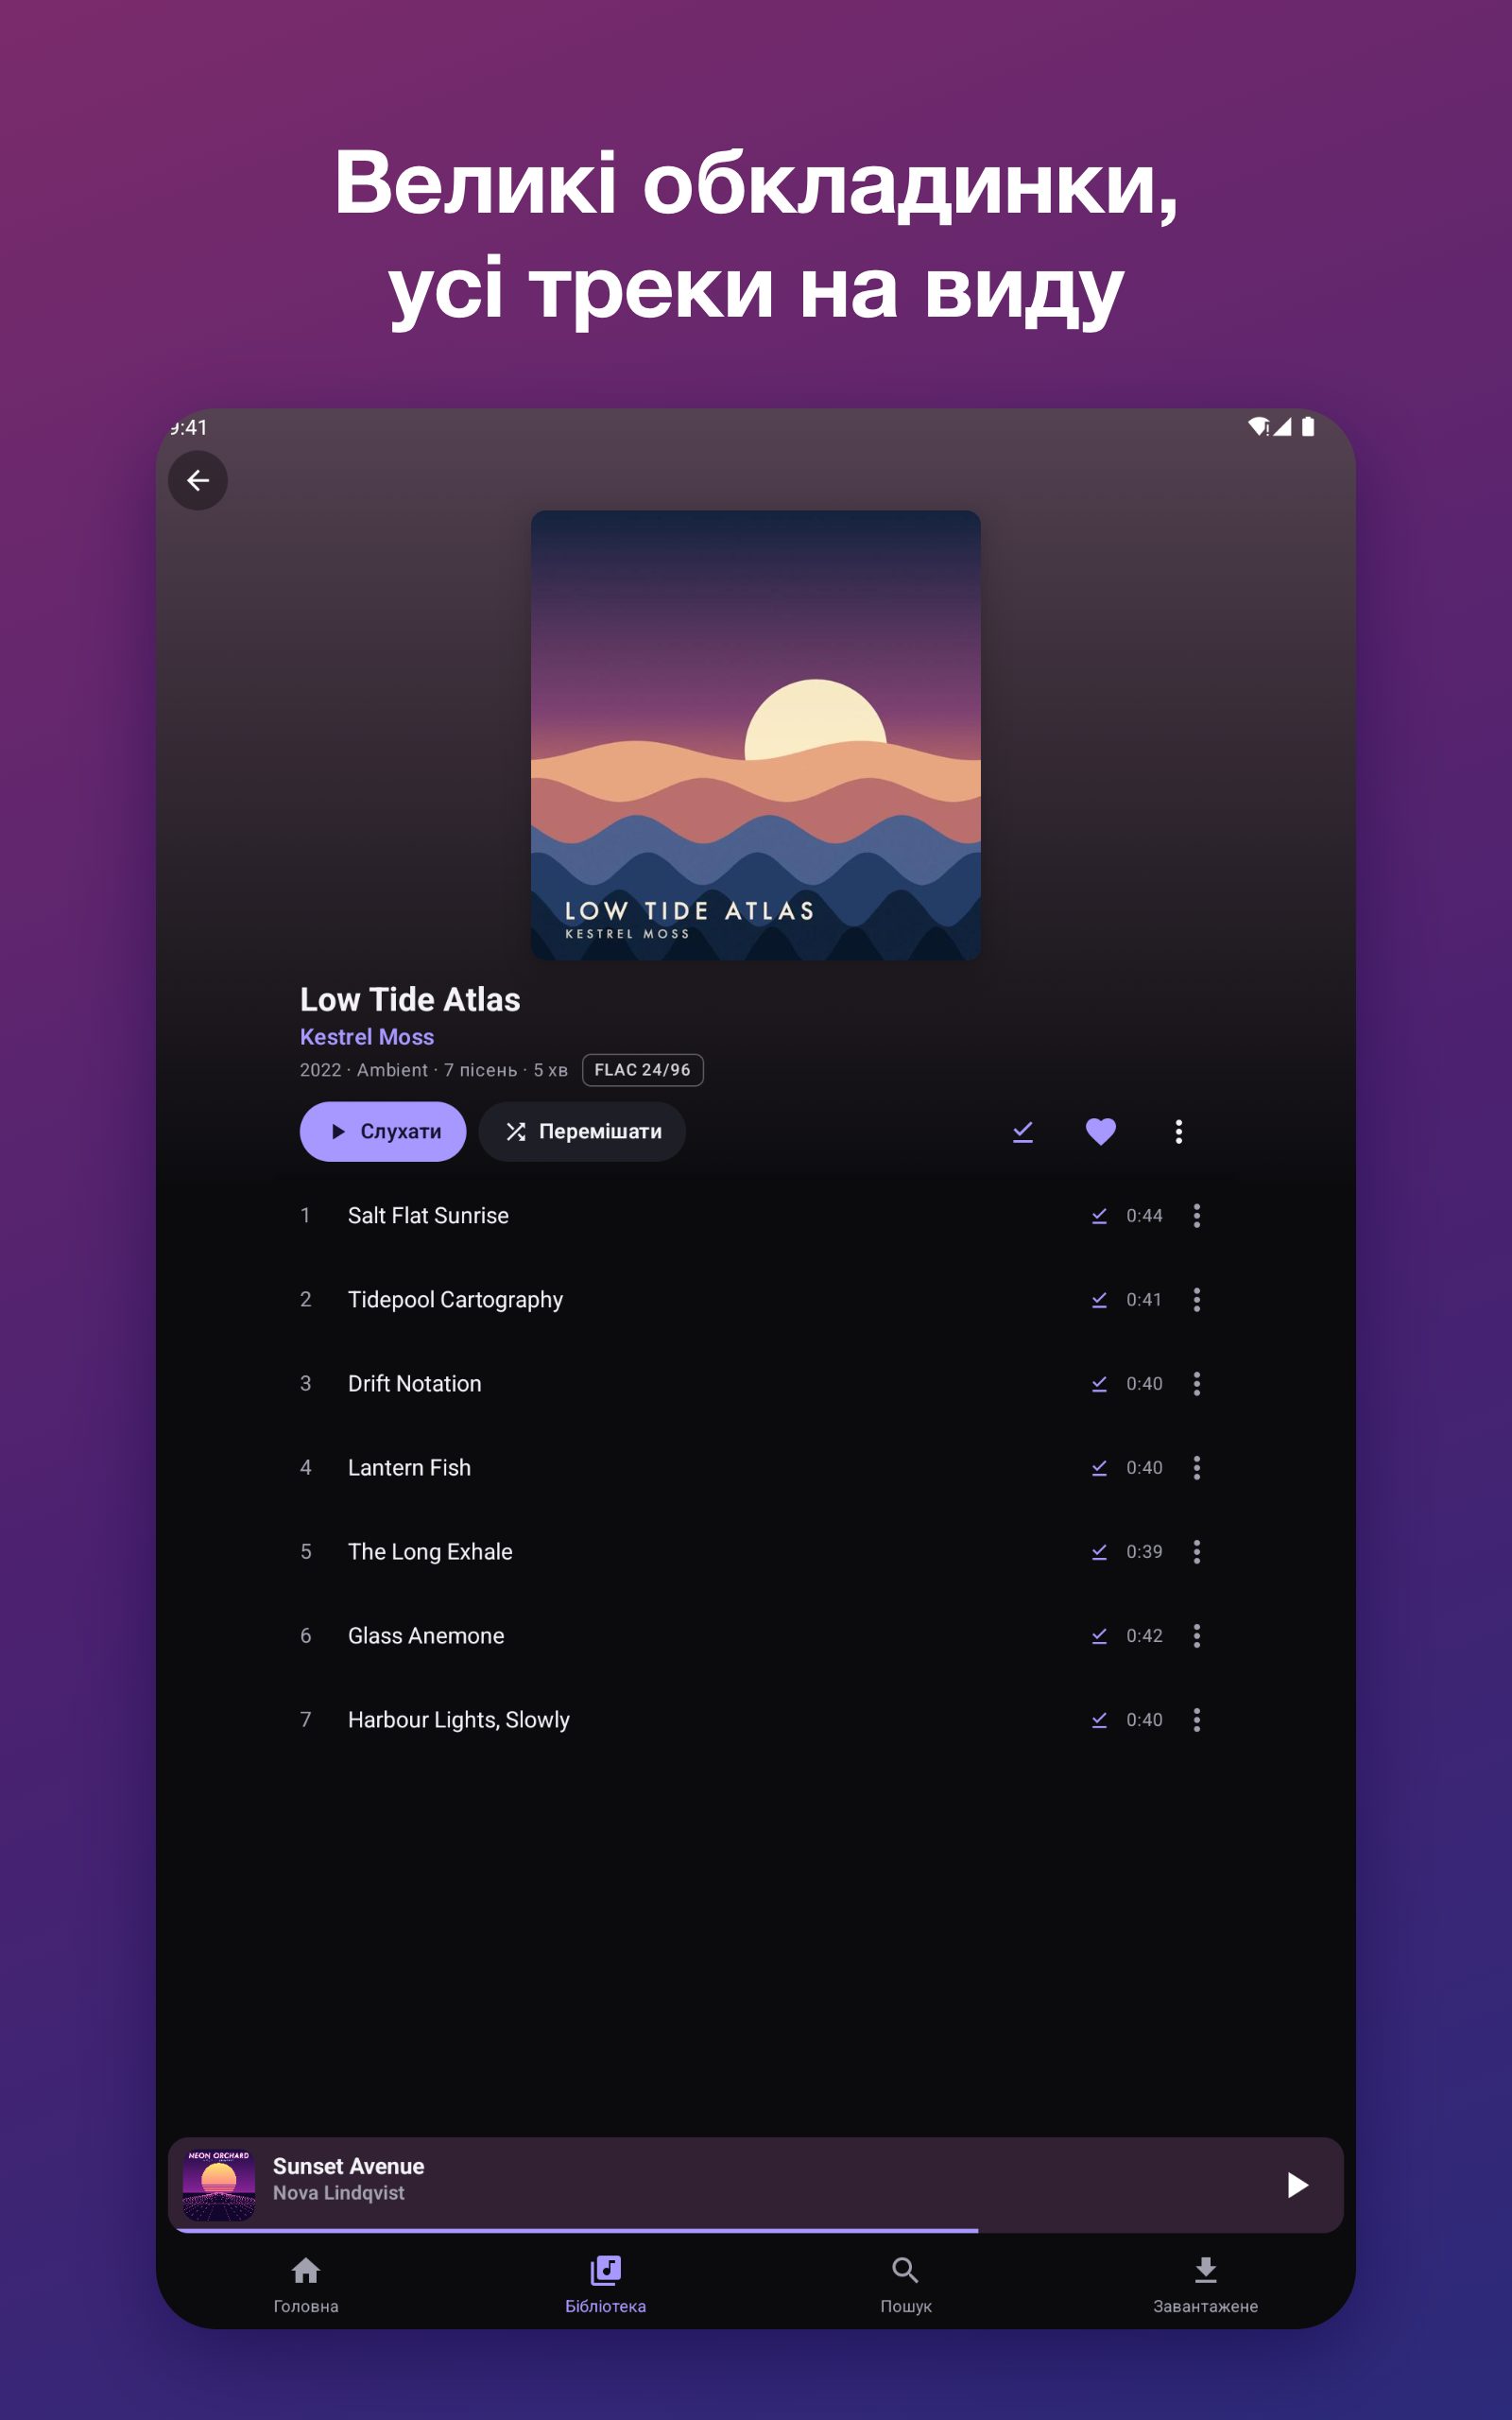 Великі обкладинки,
усі треки на виду
9:41
LOW TIDE ATLAS
KESTREL MOSS
Low Tide Atlas
Kestrel Moss
2022 · Ambient · 7 пісень · 5 хв FLAC 24/96
Слухати Перемішати
1 Salt Flat Sunrise 0:44
2 Tidepool Cartography 0:41
3 Drift Notation 0:40
4 Lantern Fish 0:40
5 The Long Exhale 0:39
6 Glass Anemone 0:42
7 Harbour Lights, Slowly 0:40
NEON ORCHARD
Sunset Avenue
Nova Lindqvist
Головна Бібліотека Пошук Завантажене